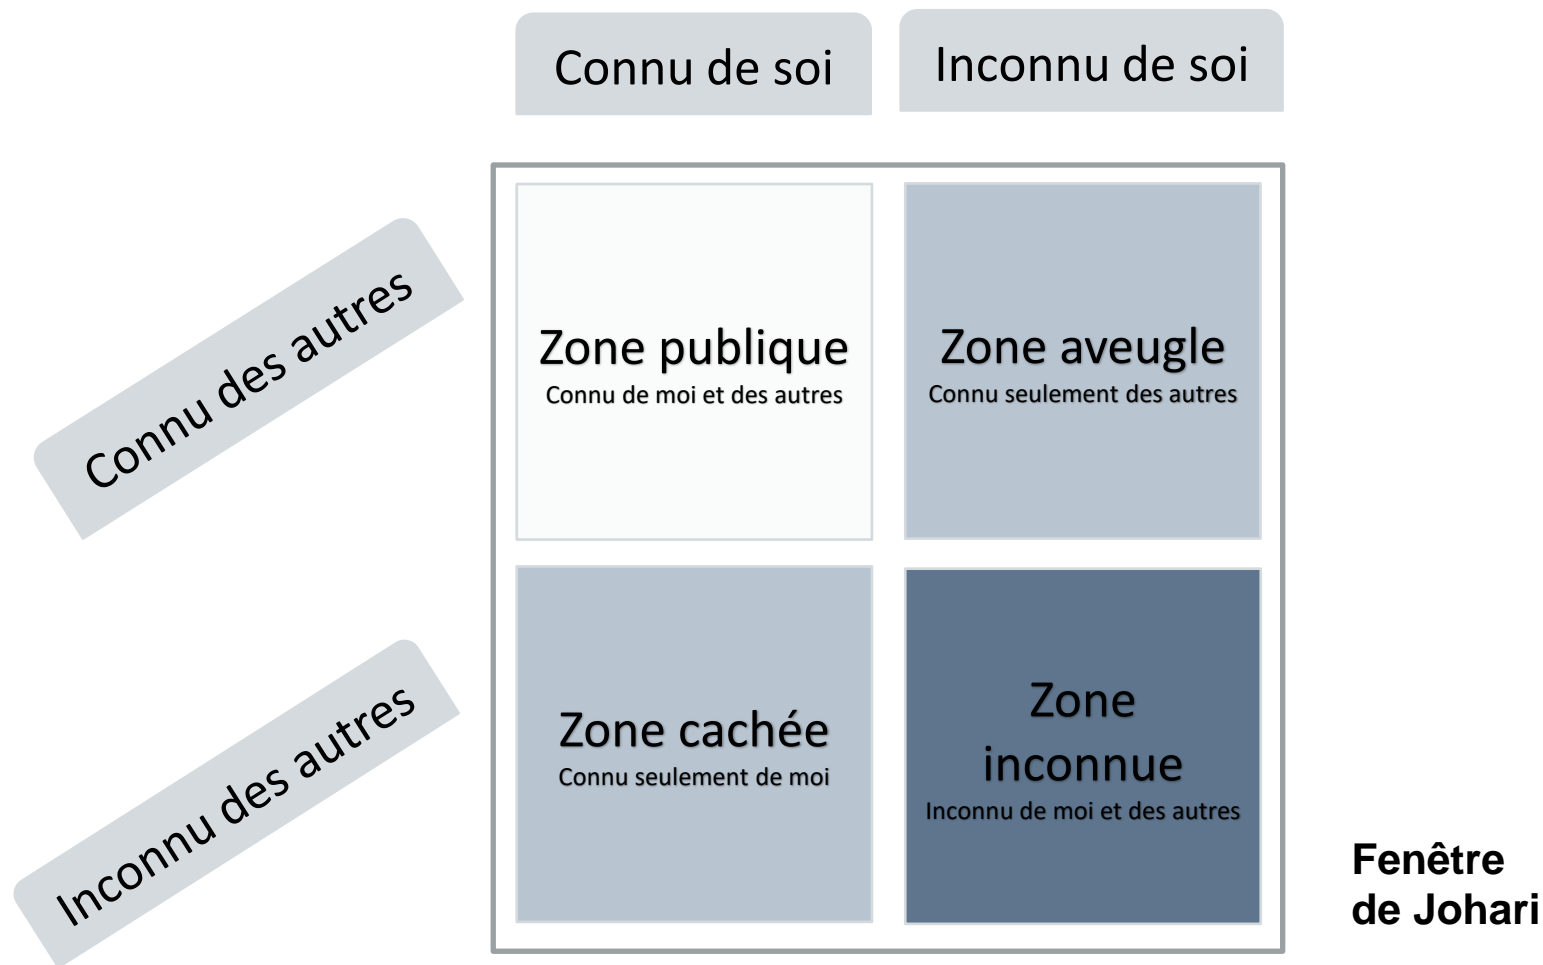 Connu de soi
Inconnu de soi
Connu des autres
Zone publique
Connu de moi et des autres
Zone aveugle
Connu seulement des autres
Inconnu des autres
Zone cachée
Connu seulement de moi
Zone
inconnue
Inconnu de moi et des autres
Fenêtre
de Johari